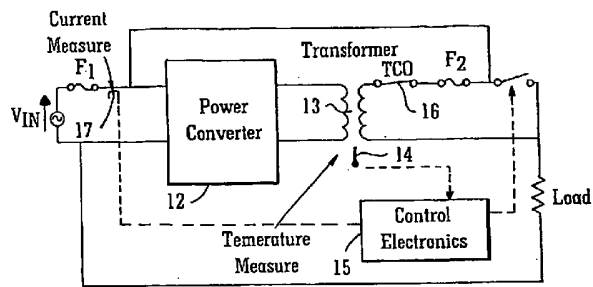 Current
Measure
F1
Transformer
TCO
F2
VIN
17
Power
Converter
13
16
14
12
Temerature
Measure
15
Control
Electronics
Load